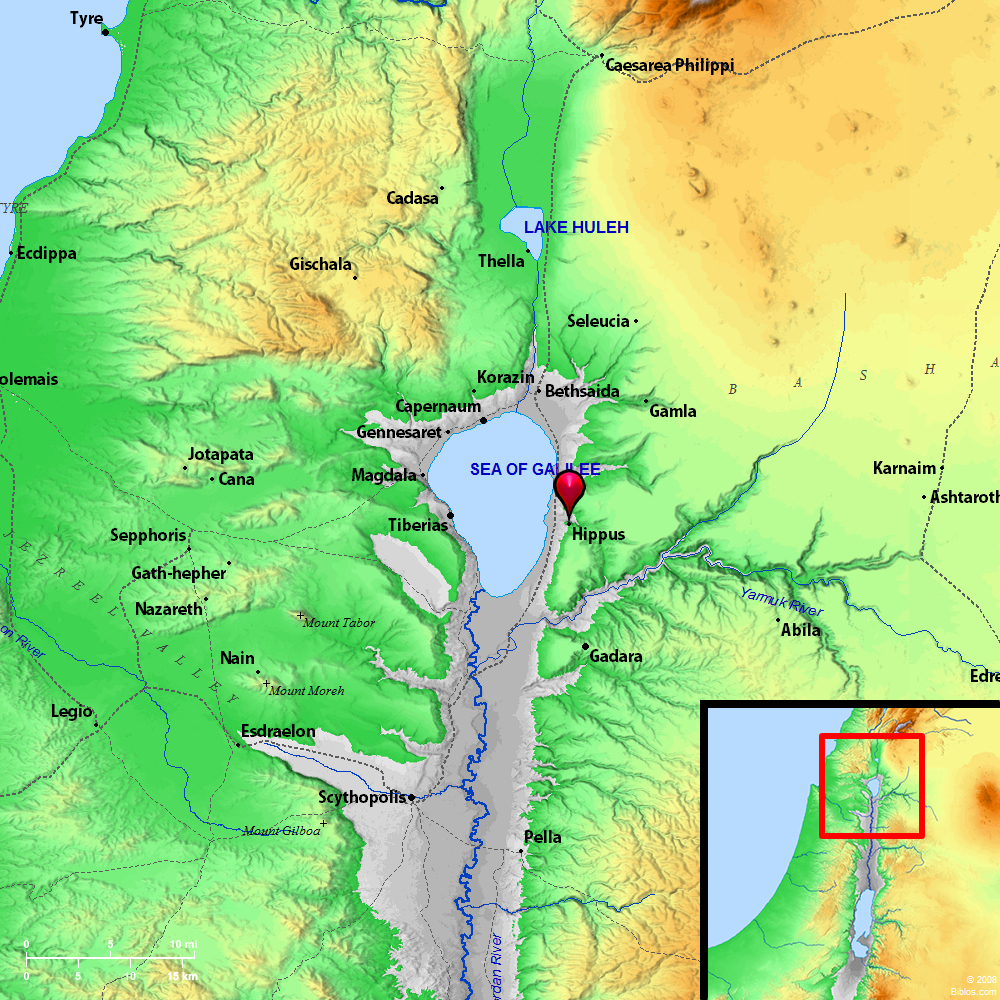 Tyre
Caesarea Philippi
Cadasa
TYRE
LAKE HULEH
Ecdippa
Thella
Gischala
Seleucia
Korazin
olemais
Bethsaida
B A S H A
Capernaum
Gamla
Gennesaret
Jotapata
SEA OF GALILEE
Karnaim
Magdala
Cana
Ashtaroth
Tiberias
Sepphoris
Hippus
Gath-hepher
JEZREEL VALLEY
Nazareth
Yarmuk River
Mount Tabor
Abila
on River
Nain
Gadara
Edre
Mount Moreh
Legio
Esdraelon
Scythopolis
Mount Gilboa
Pella
0 5 10 mi
0 5 10 15 km
rdan River
© 2008
Biblos.com